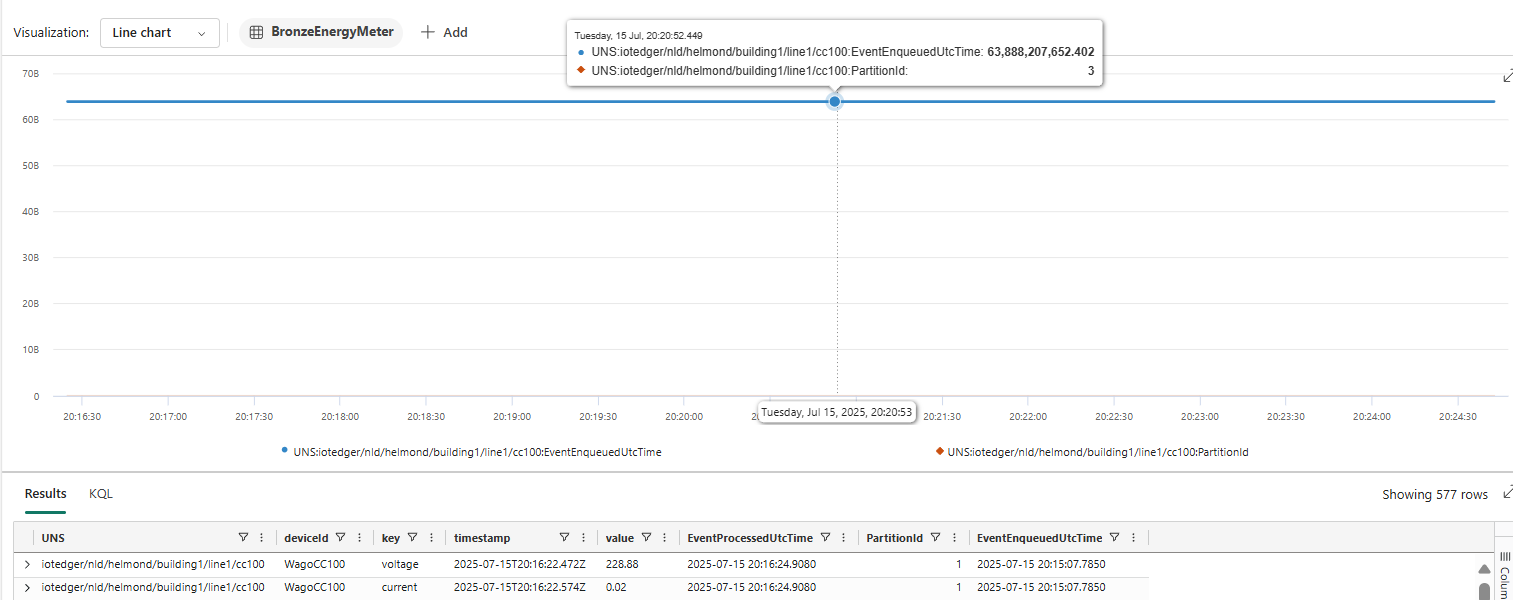 Visualization: Line chart BronzeEnergyMeter + Add
Tuesday, 15 Jul, 20:20:52.449
UNS:iotedger/nld/helmond/building1/line1/cc100:EventEnqueuedUtcTime: 63,888,207,652.402
UNS:iotedger/nld/helmond/building1/line1/cc100:PartitionId: 3
70B
60B
50B
40B
30B
20B
10B
0
20:16:30 20:17:00 20:17:30 20:18:00 20:18:30 20:19:00 20:19:30 20:20:00 Tuesday, Jul 15, 2025, 20:20:53 20:21:30 20:22:00 20:22:30 20:23:00 20:23:30 20:24:00 20:24:30
UNS:iotedger/nld/helmond/building1/line1/cc100:EventEnqueuedUtcTime UNS:iotedger/nld/helmond/building1/line1/cc100:PartitionId
Results KQL Showing 577 rows
UNS deviceId key timestamp value EventProcessedUtcTime PartitionId EventEnqueuedUtcTime
iotedger/nld/helmond/building1/line1/cc100 WagoCC100 voltage 2025-07-15T20:16:22.472Z 228.88 2025-07-15 20:16:24.9080 1 2025-07-15 20:15:07.7850
iotedger/nld/helmond/building1/line1/cc100 WagoCC100 current 2025-07-15T20:16:22.574Z 0.02 2025-07-15 20:16:24.9080 1 2025-07-15 20:15:07.7850
Colum